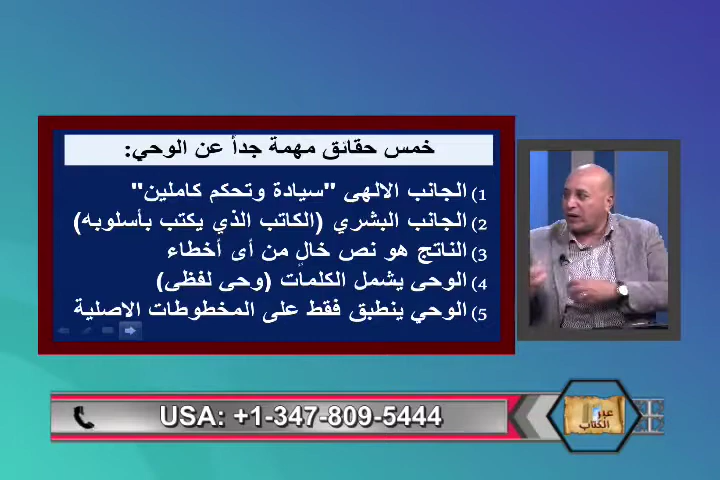 خمس حقائق مهمة جداً عن الوحي:
1) الجانب الالهى "سيادة وتحكم كاملين"
2) الجانب البشري (الكاتب الذي يكتب بأسلوبه)
3) الناتج هو نص خالٍ من أى أخطاء
4) الوحى يشمل الكلمات (وحى لفظى)
5) الوحي ينطبق فقط على المخطوطات الاصلية
USA: +1-347-809-5444
عبر الكتاب